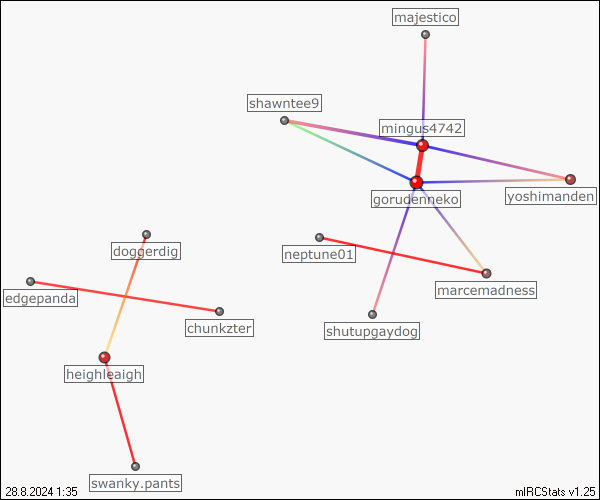 majestico
shawntee9
mingus4742
yoshimanden
gorudenneko
doggerdig
neptune01
marcemadness
edgepanda
chunkzter
shutupgaydog
heighleaigh
swanky.pants
28.8.2024 1:35
mIRCStats v1.25